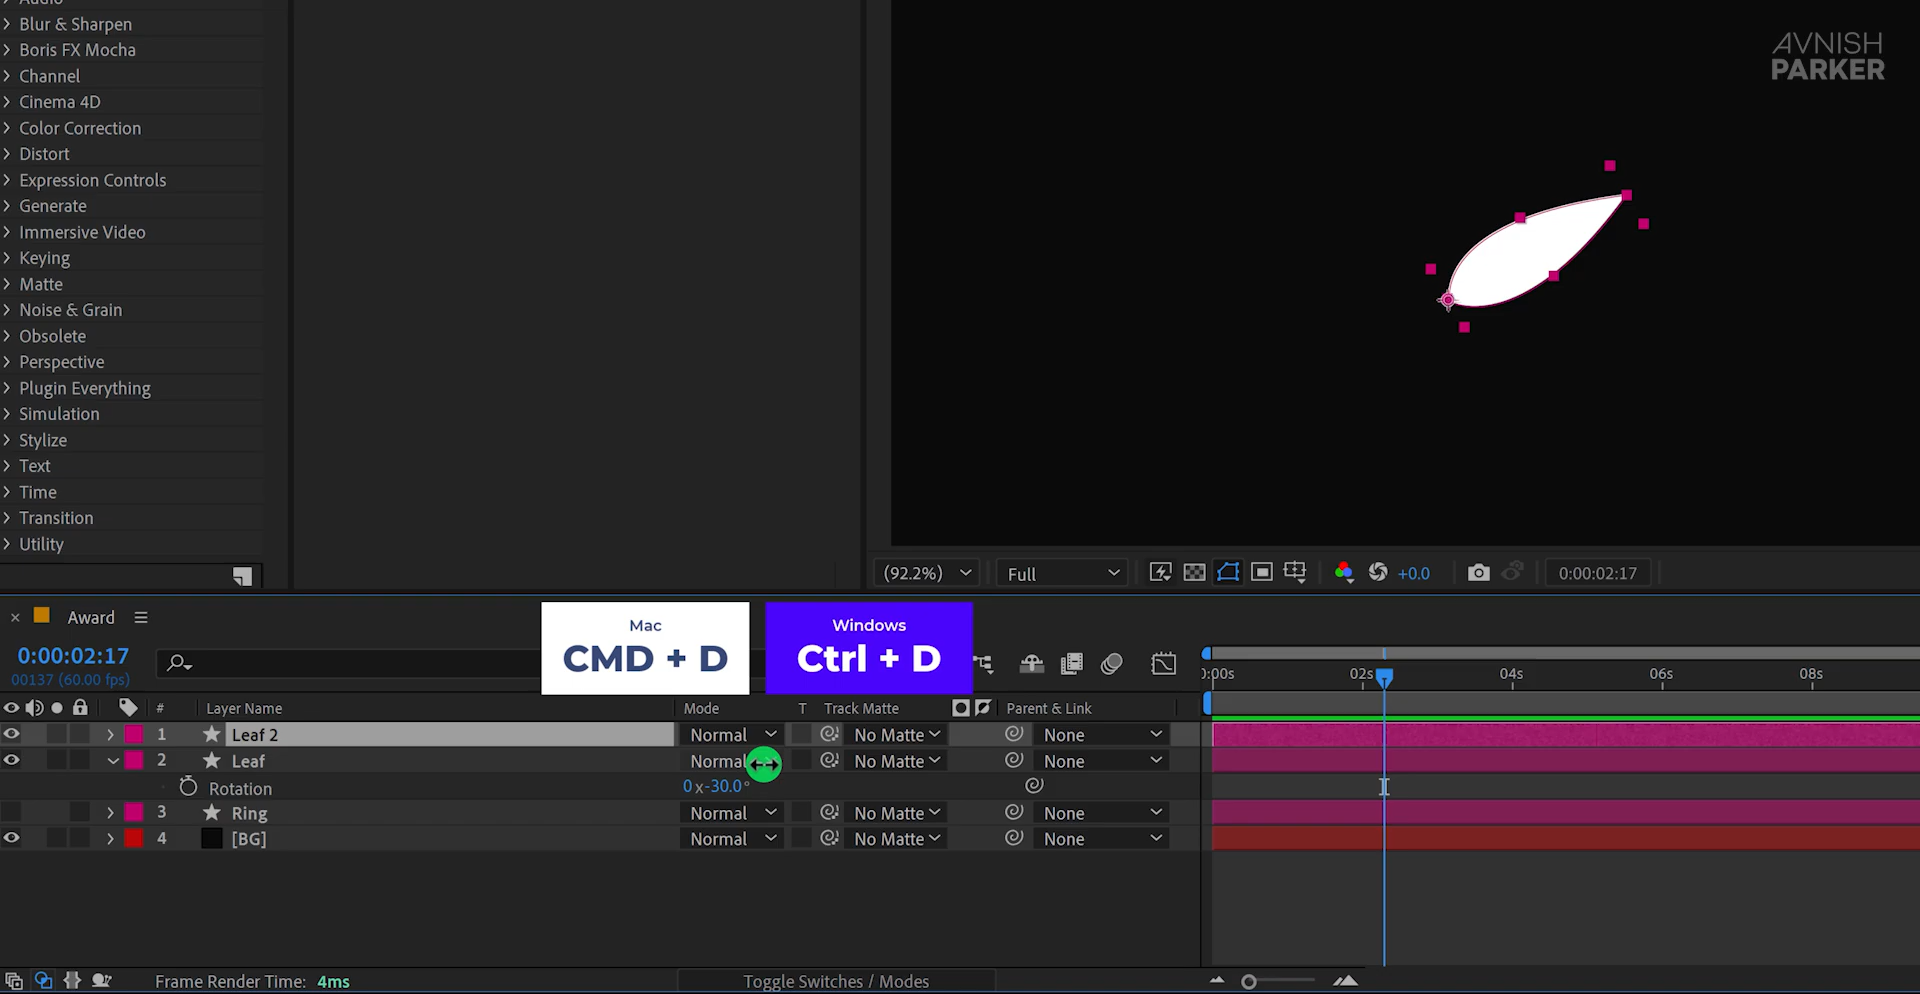 Audio
Blur & Sharpen
Boris FX Mocha
Channel
Cinema 4D
Color Correction
Distort
Expression Controls
Generate
Immersive Video
Keying
Matte
Noise & Grain
Obsolete
Perspective
Plugin Everything
Simulation
Stylize
Text
Time
Transition
Utility
AVNISH
PARKER
(92.2%)
Full
+0.0
0:00:02:17
Award
Mac
CMD + D
Windows
Ctrl + D
0:00:02:17
00137 (60.00 fps)
0:00s 02s 04s 06s 08s
# Layer Name Mode T Track Matte Parent & Link
1 Leaf 2 Normal No Matte None
2 Leaf Normal No Matte None
Rotation 0x-30.0°
3 Ring Normal No Matte None
4 [BG] Normal No Matte None
Frame Render Time: 4ms
Toggle Switches / Modes